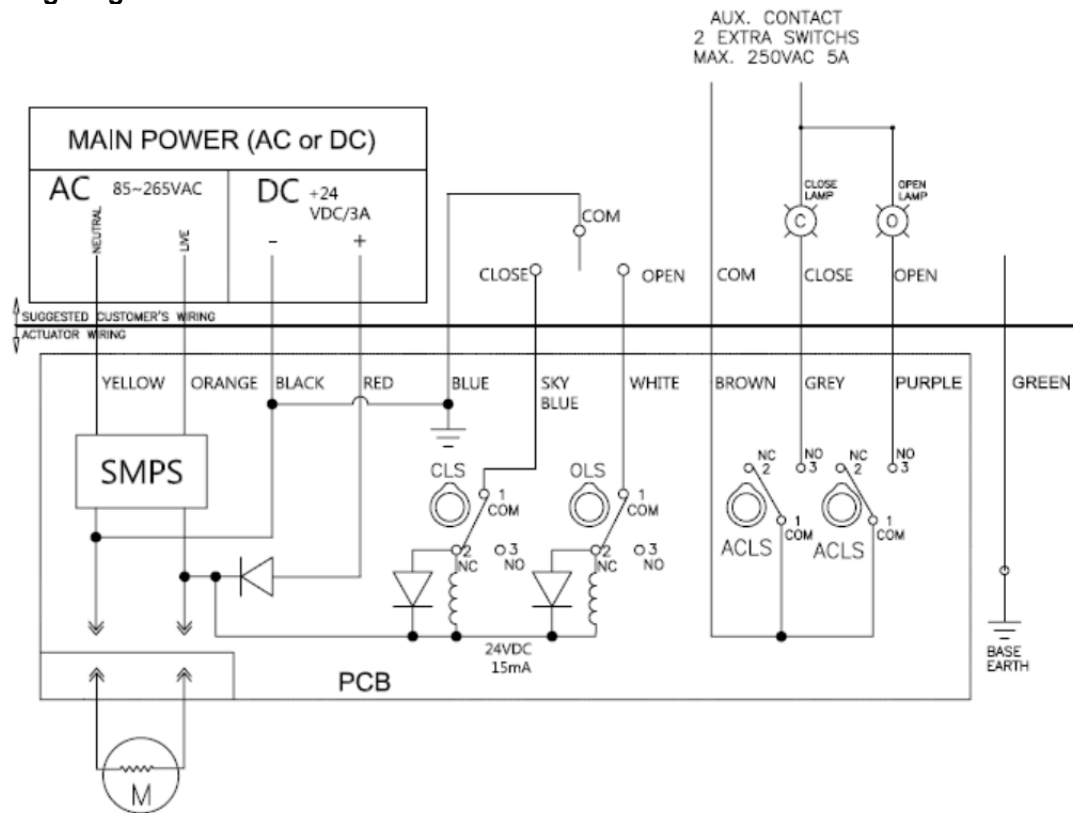 AUX. CONTACT
2 EXTRA SWITCHS
MAX. 250VAC 5A
MAIN POWER (AC or DC)
AC 85~265VAC
DC +24
VDC/3A
NEUTRAL
LIVE
- +
COM
CLOSE
OPEN
CLOSE
LAMP
C
OPEN
LAMP
O
COM
CLOSE
OPEN
SUGGESTED CUSTOMER'S WIRING
ACTUATOR WIRING
YELLOW
ORANGE
BLACK
RED
BLUE
SKY
BLUE
WHITE
BROWN
GREY
PURPLE
GREEN
SMPS
CLS
1
COM
2
NC
3
NO
OLS
1
COM
2
NC
3
NO
NC
2
NO
3
ACLS
1
COM
NC
2
NO
3
ACLS
1
COM
24VDC
15mA
BASE
EARTH
PCB
M